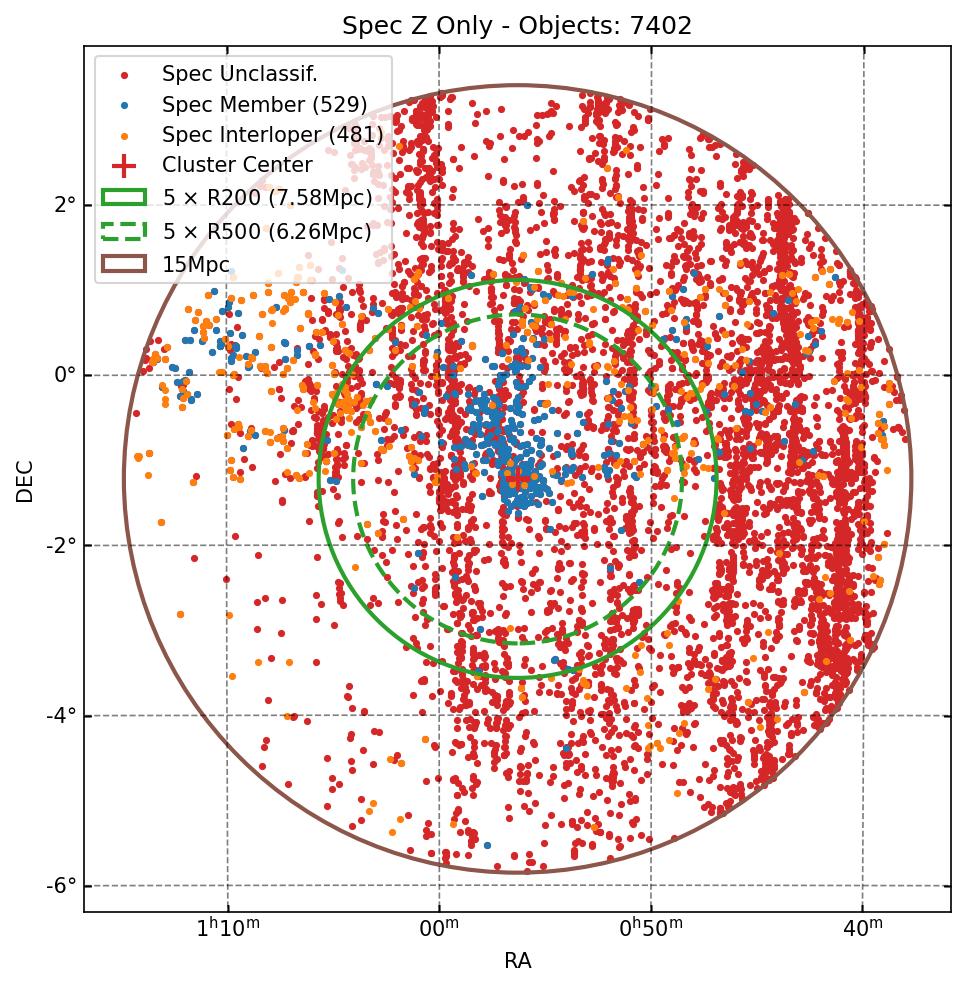 Spec Z Only - Objects: 7402
Spec Unclassif.
Spec Member (529)
Spec Interloper (481)
Cluster Center
5 × R200 (7.58Mpc)
5 × R500 (6.26Mpc)
15Mpc
2°
0°
-2°
-4°
-6°
DEC
1ʰ10ᵐ 00ᵐ 0ʰ50ᵐ 40ᵐ
RA